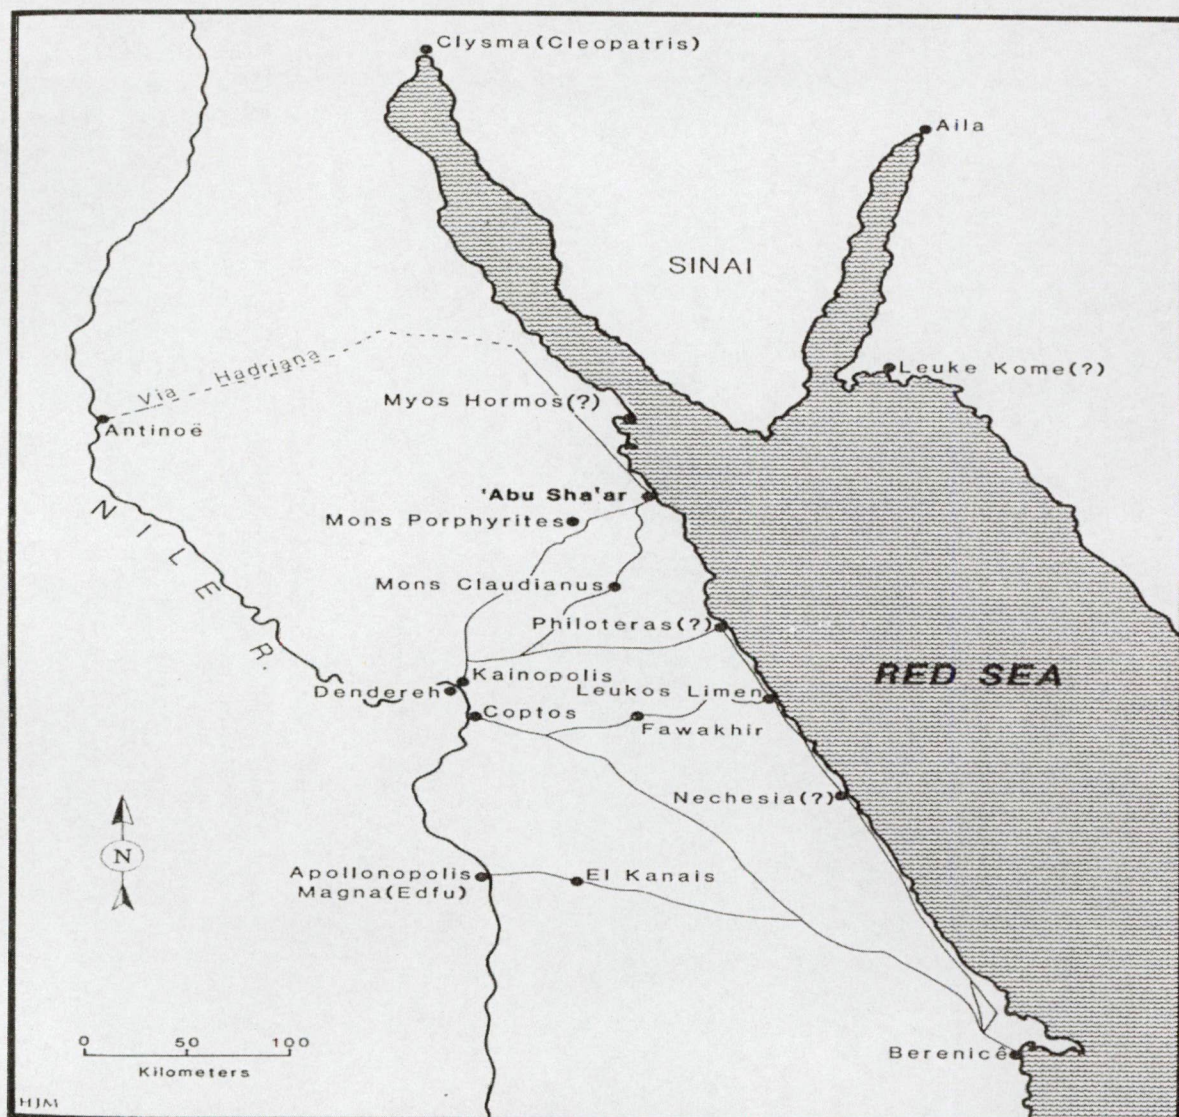 Clysma(Cleopatris)
Aila
SINAI
Via Hadriana
Leuke Kome(?)
Myos Hormos(?)
Antinoë
'Abu Sha'ar
Mons Porphyrites
NILE R.
Mons Claudianus
Philoteras(?)
RED SEA
Kainopolis
Dendereh
Leukos Limen
Coptos
Fawakhir
Nechesia(?)
N
Apollonopolis
Magna(Edfu)
El Kanais
0 50 100
Kilometers
Berenicê
HJM